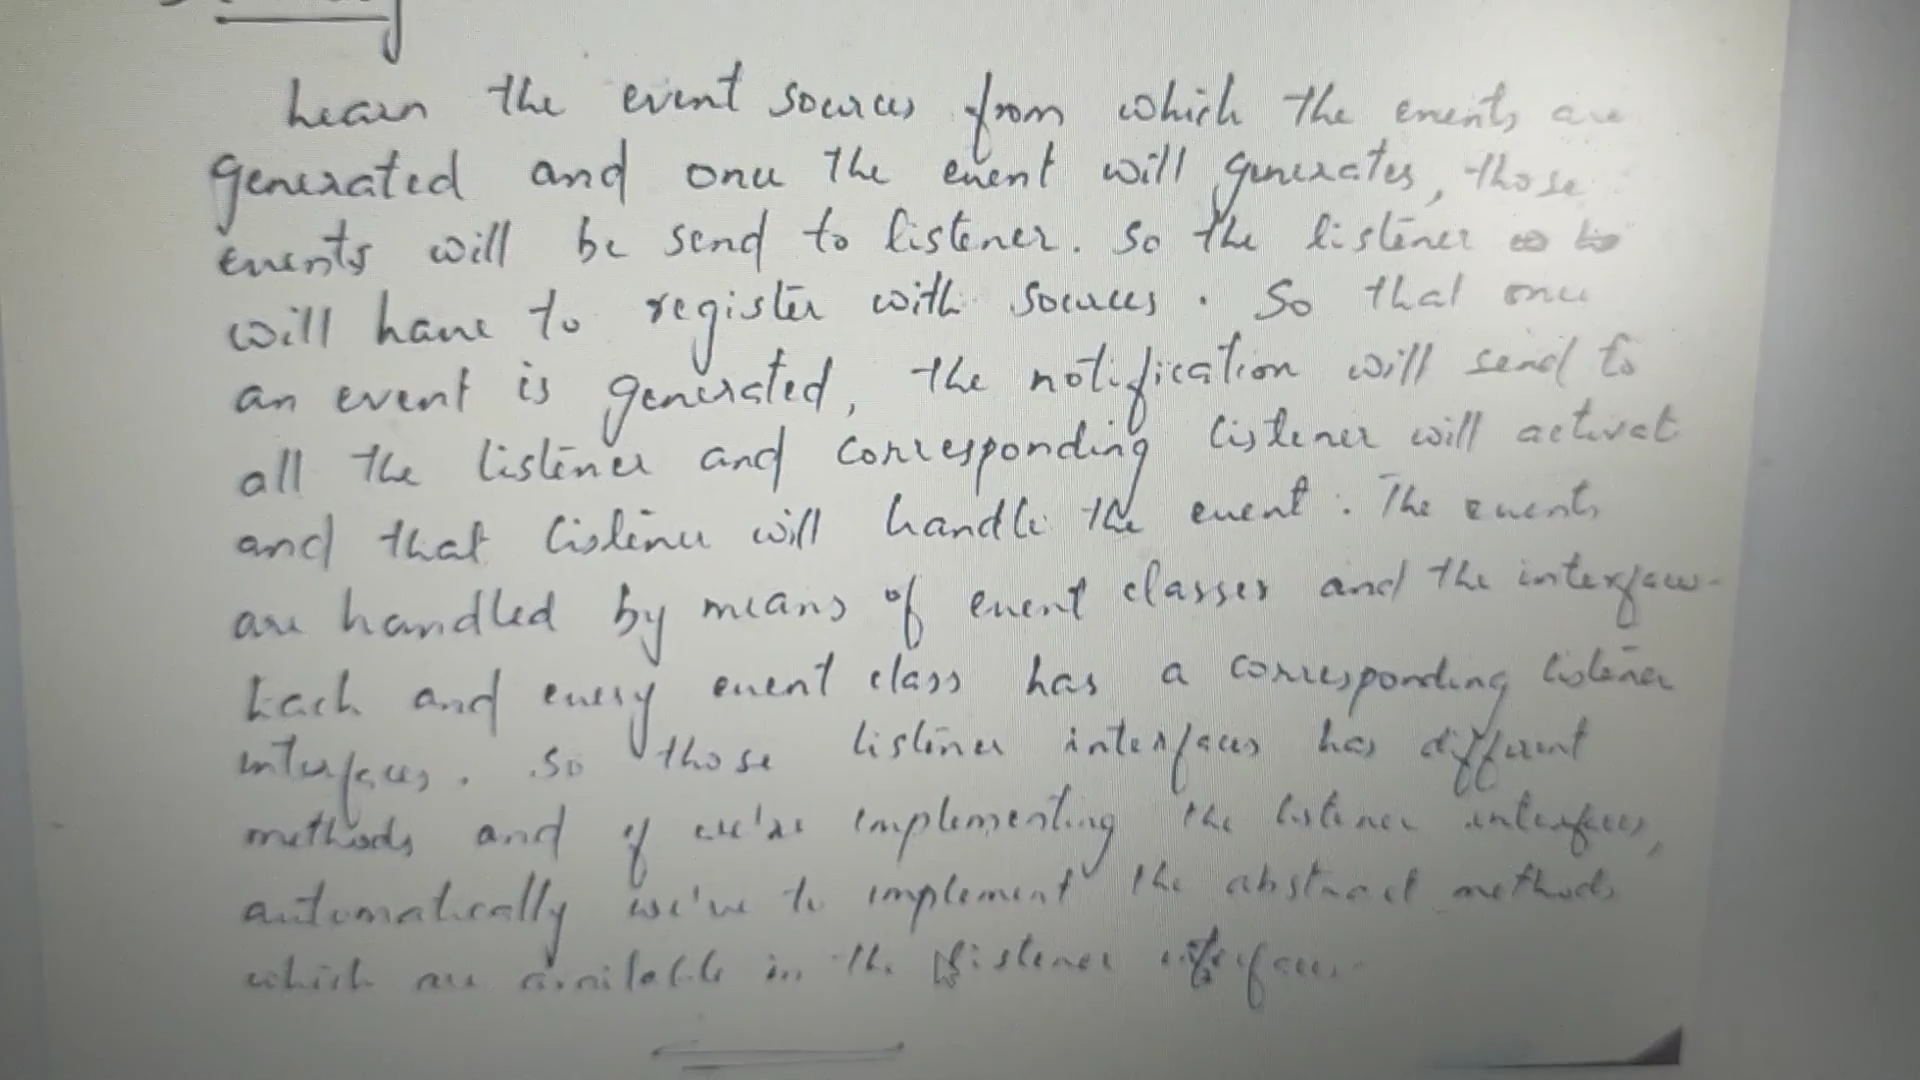 Learn the event sources from which the events are
generated and once the event will generates, those
events will be send to listener. So the listener
will have to register with sources. So that once
an event is generated, the notification will send to
all the listener and corresponding listener will activat
and that listener will handle the event. The events
are handled by means of event classes and the interfaces.
Each and every event class has a corresponding listener
interfaces. So those listener interfaces has different
methods and if we're implementing the listener interfaces,
automatically we've to implement the abstract methods
which are available in the listener interfaces.